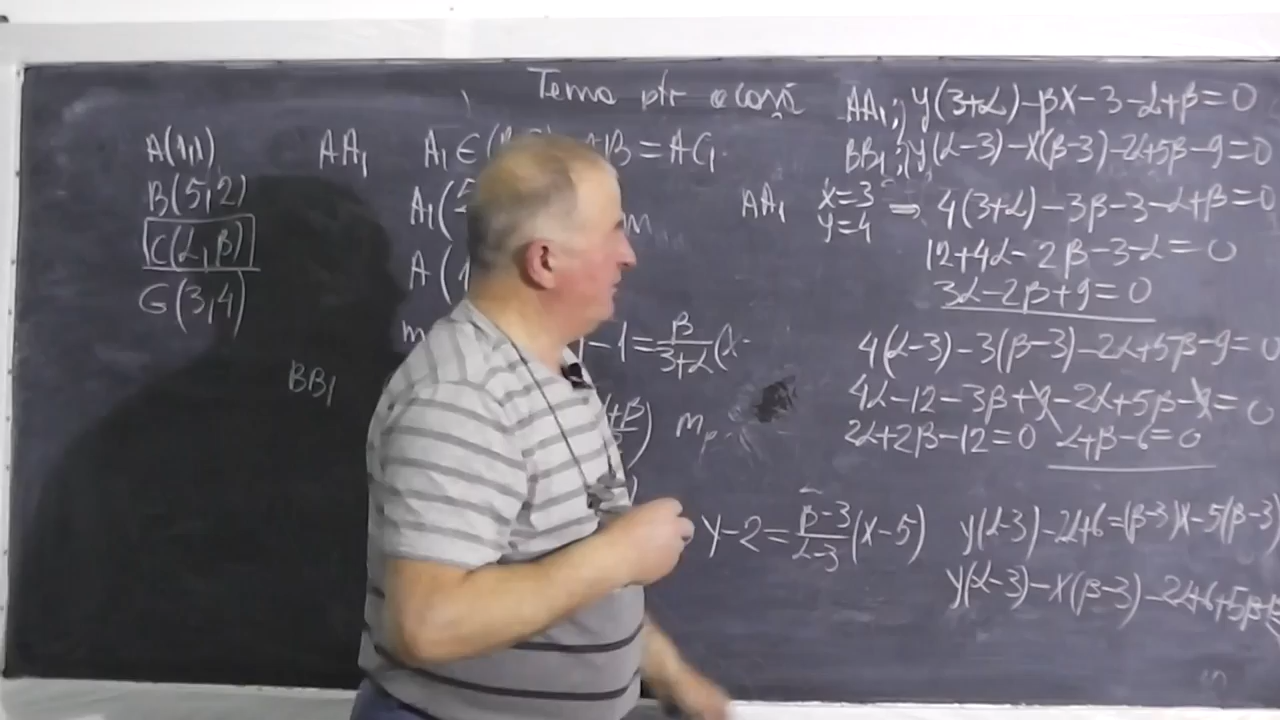 Tema ptr acasă
A(1,1)
B(5;2)
C(α,β)
G(3,4)
AA₁
A₁∈
AB=AC₁
A₁(
A(
m
-1=β/(3+α)(x-
BB₁
m
y-2=(β-3)/(α-3)(x-5)
AA₁; y(3+α)-βx-3-α+β=0
BB₁; y(α-3)-x(β-3)-2α+5β-9=0
AA₁ x=3 y=4 ⇒ 4(3+α)-3β-3-α+β=0
12+4α-2β-3-α=0
3α-2β+9=0
4(α-3)-3(β-3)-2α+5β-9=0
4α-12-3β+9-2α+5β-9=0
2α+2β-12=0 α+β-6=0
y(α-3)-2α+6=(β-3)x-5(β-3)
y(α-3)-x(β-3)-2α+6+5β